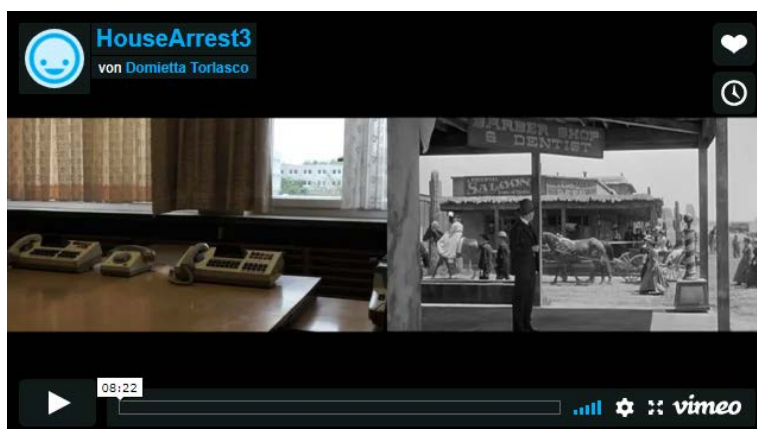 HouseArrest3
von Domietta Torlasco
BARBER SHOP
& DENTIST
SALOON
08:22
vimeo